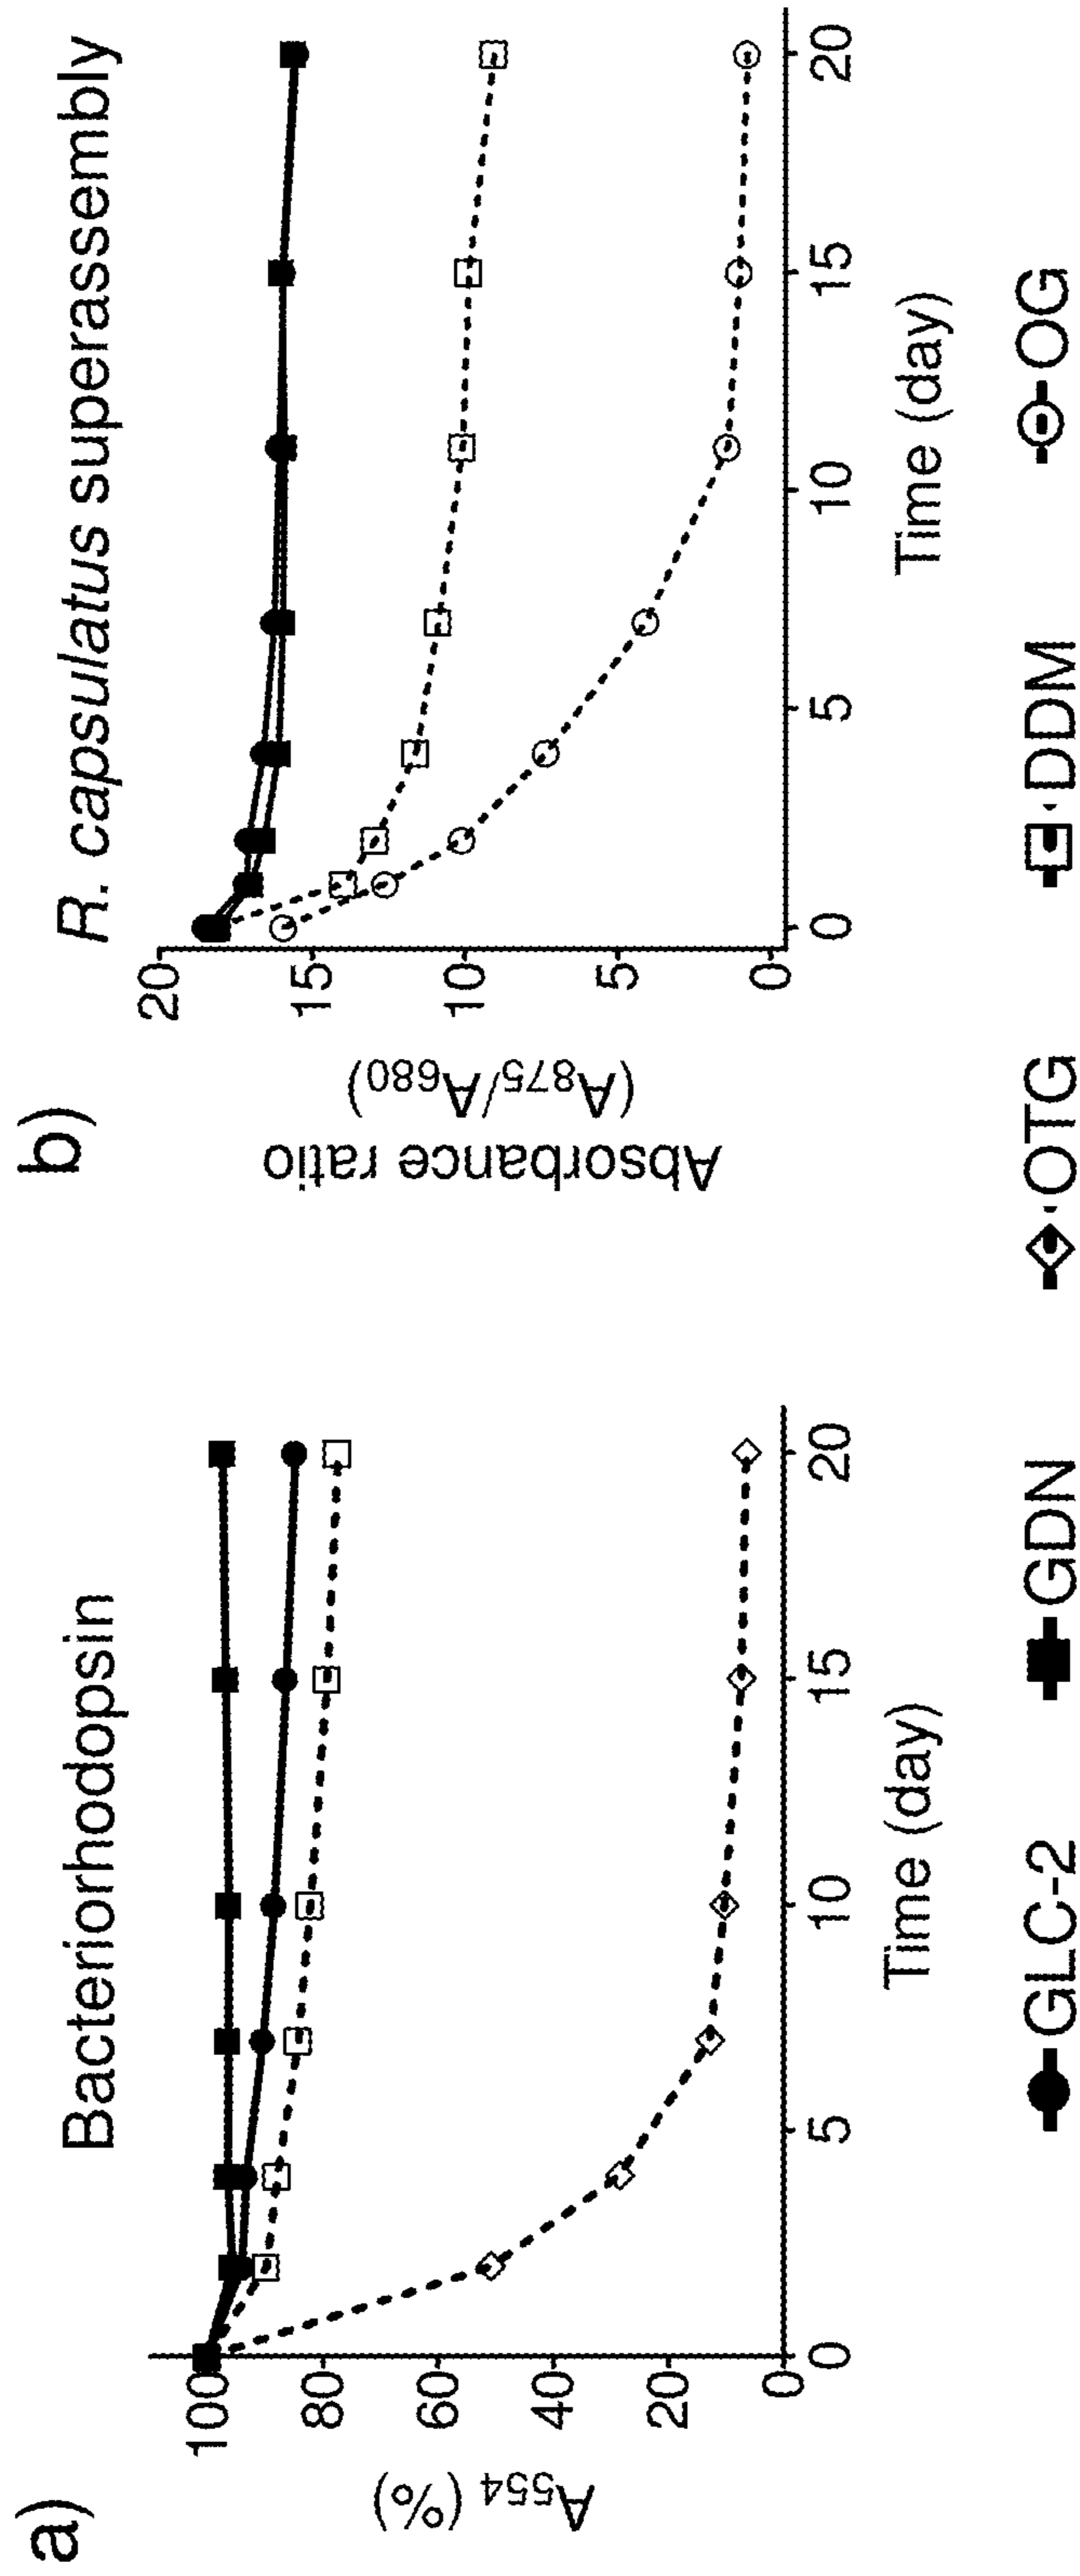 a)
Bacteriorhodopsin
A554 (%)
100
80
60
40
20
0
0 5 10 15 20
Time (day)
b)
R. capsulatus superassembly
Absorbance ratio
(A875/A680)
20
15
10
5
0
0 5 10 15 20
Time (day)
GLC-2 GDN OTG DDM OG